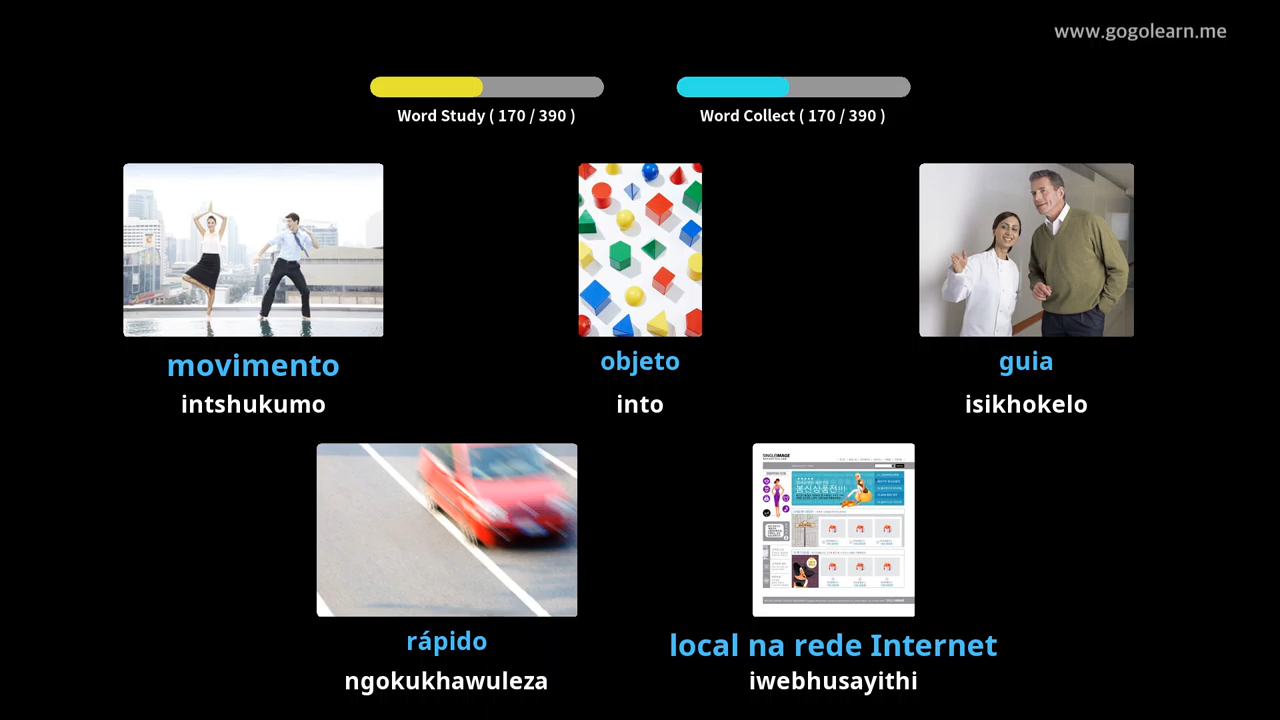 www.gogolearn.me
Word Study ( 170 / 390 )
Word Collect ( 170 / 390 )
movimento
intshukumo
objeto
into
guia
isikhokelo
rápido
ngokukhawuleza
local na rede Internet
iwebhusayithi